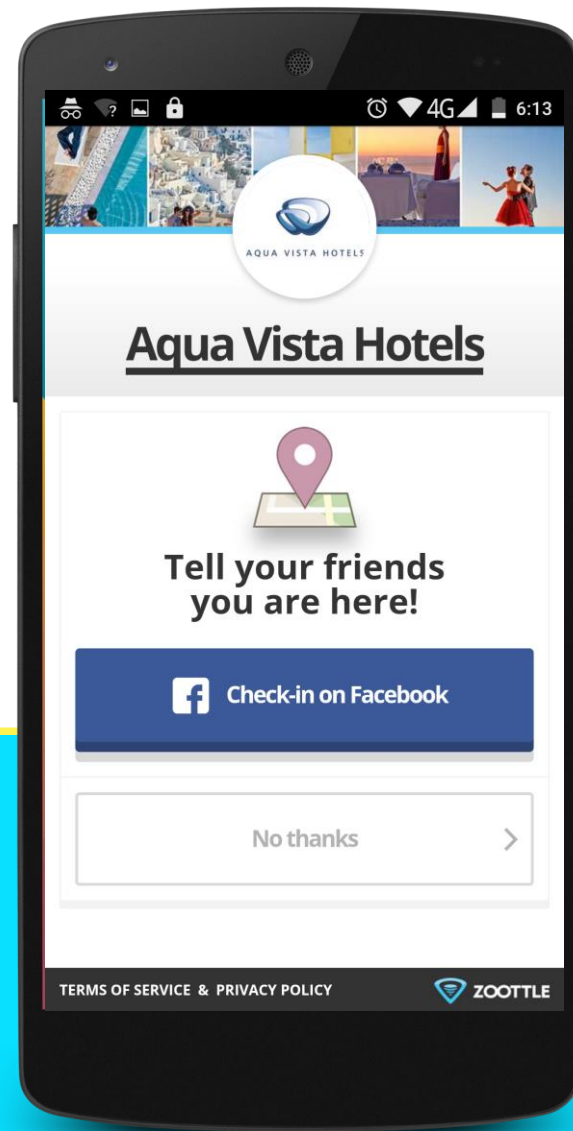 4G 6:13
AQUA VISTA HOTELS
Aqua Vista Hotels
Tell your friends
you are here!
Check-in on Facebook
No thanks
TERMS OF SERVICE & PRIVACY POLICY
ZOOTTLE